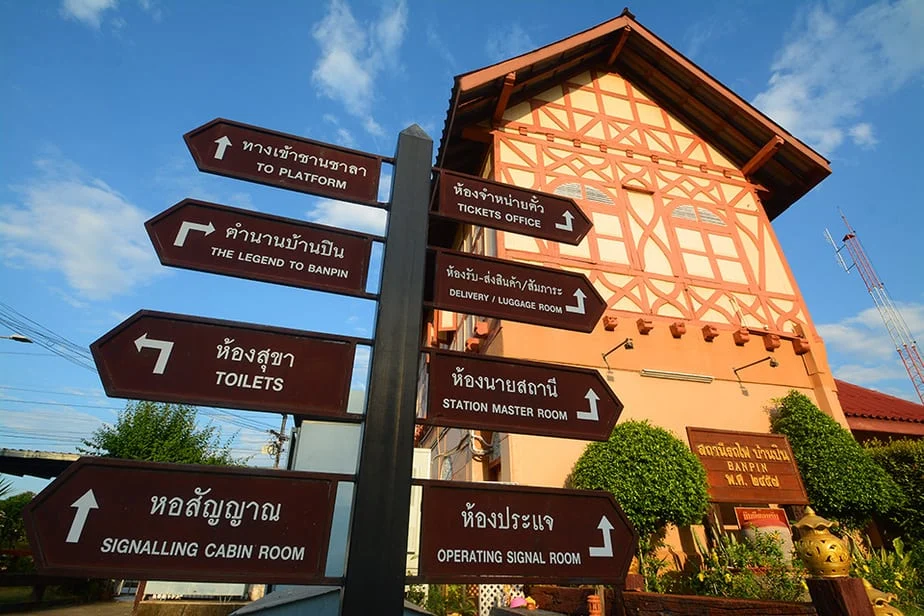 ทางเข้าชานชาลา
TO PLATFORM
ตำนานบ้านปิน
THE LEGEND TO BANPIN
ห้องสุขา
TOILETS
หอสัญญาณ
SIGNALLING CABIN ROOM
ห้องจำหน่ายตั๋ว
TICKETS OFFICE
ห้องรับ-ส่งสินค้า/สัมภาระ
DELIVERY / LUGGAGE ROOM
ห้องนายสถานี
STATION MASTER ROOM
ห้องประแจ
OPERATING SIGNAL ROOM
สถานีรถไฟ บ้านปิน
BANPIN
พ.ศ.๒๔๕๗